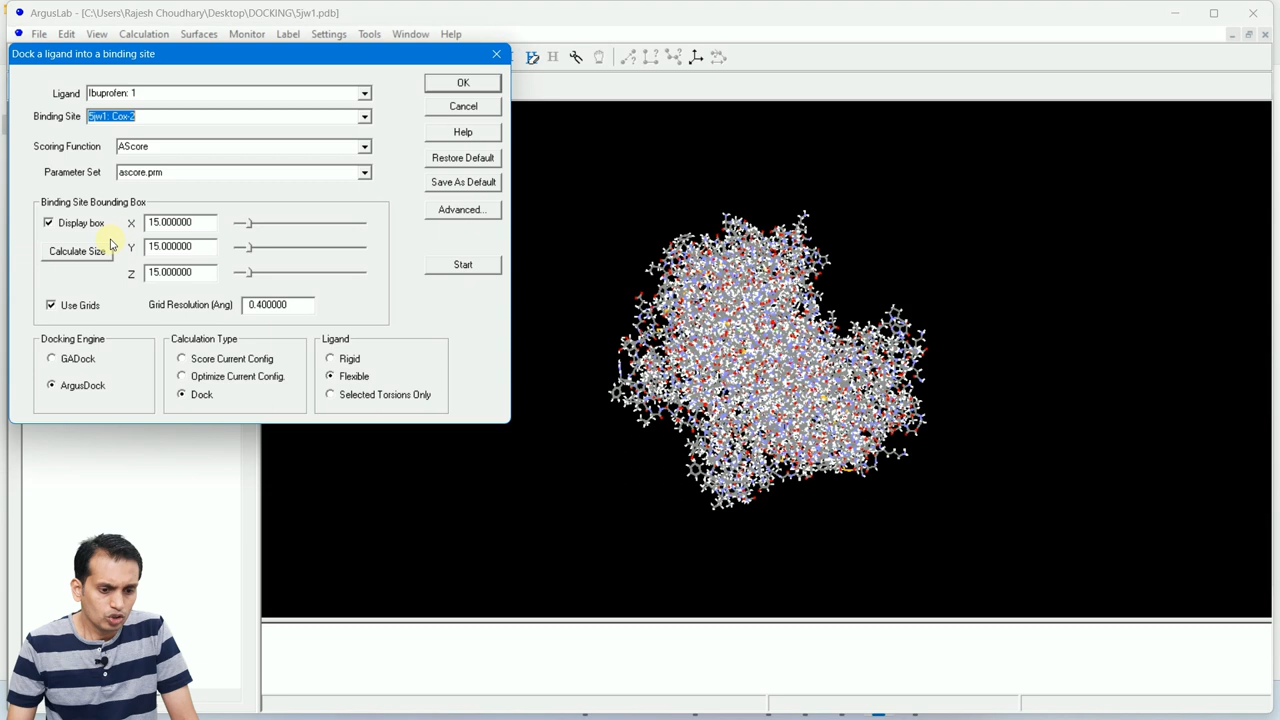 ArgusLab - [C:\Users\Rajesh Choudhary\Desktop\DOCKING\5jw1.pdb]
File Edit View Calculation Surfaces Monitor Label Settings Tools Window Help
Dock a ligand into a binding site
Ligand Ibuprofen: 1 OK
Binding Site 5jw1: Cox-2 Cancel
Help
Scoring Function AScore Restore Default
Parameter Set ascore.prm Save As Default
Binding Site Bounding Box Advanced...
Display box X 15.000000
Calculate Size Y 15.000000
Z 15.000000 Start
Use Grids Grid Resolution (Ang) 0.400000
Docking Engine Calculation Type Ligand
GADock Score Current Config Rigid
Optimize Current Config. Flexible
ArgusDock Dock Selected Torsions Only